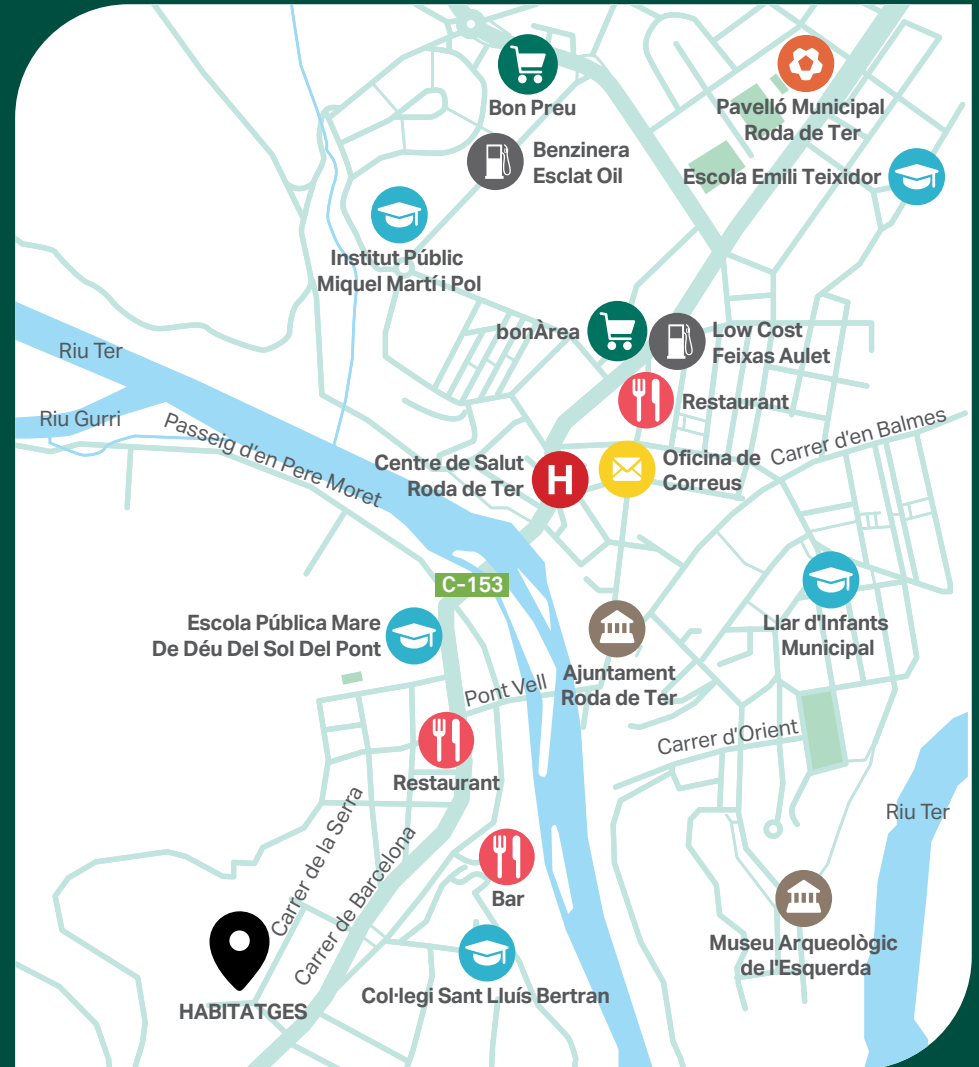 Bon Preu
Pavelló Municipal
Roda de Ter
Benzinera
Esclat Oil
Escola Emili Teixidor
Institut Públic
Miquel Martí i Pol
bonÀrea
Low Cost
Feixas Aulet
Riu Ter
Restaurant
Riu Gurri
Passeig d'en Pere Moret
Carrer d'en Balmes
Centre de Salut
Roda de Ter
H
Oficina de
Correus
C-153
Escola Pública Mare
De Déu Del Sol Del Pont
Llar d'Infants
Municipal
Ajuntament
Roda de Ter
Pont Vell
Carrer d'Orient
Restaurant
Riu Ter
Carrer de la Serra
Carrer de Barcelona
Bar
Museu Arqueològic
de l'Esquerda
Col·legi Sant Lluís Bertran
HABITATGES